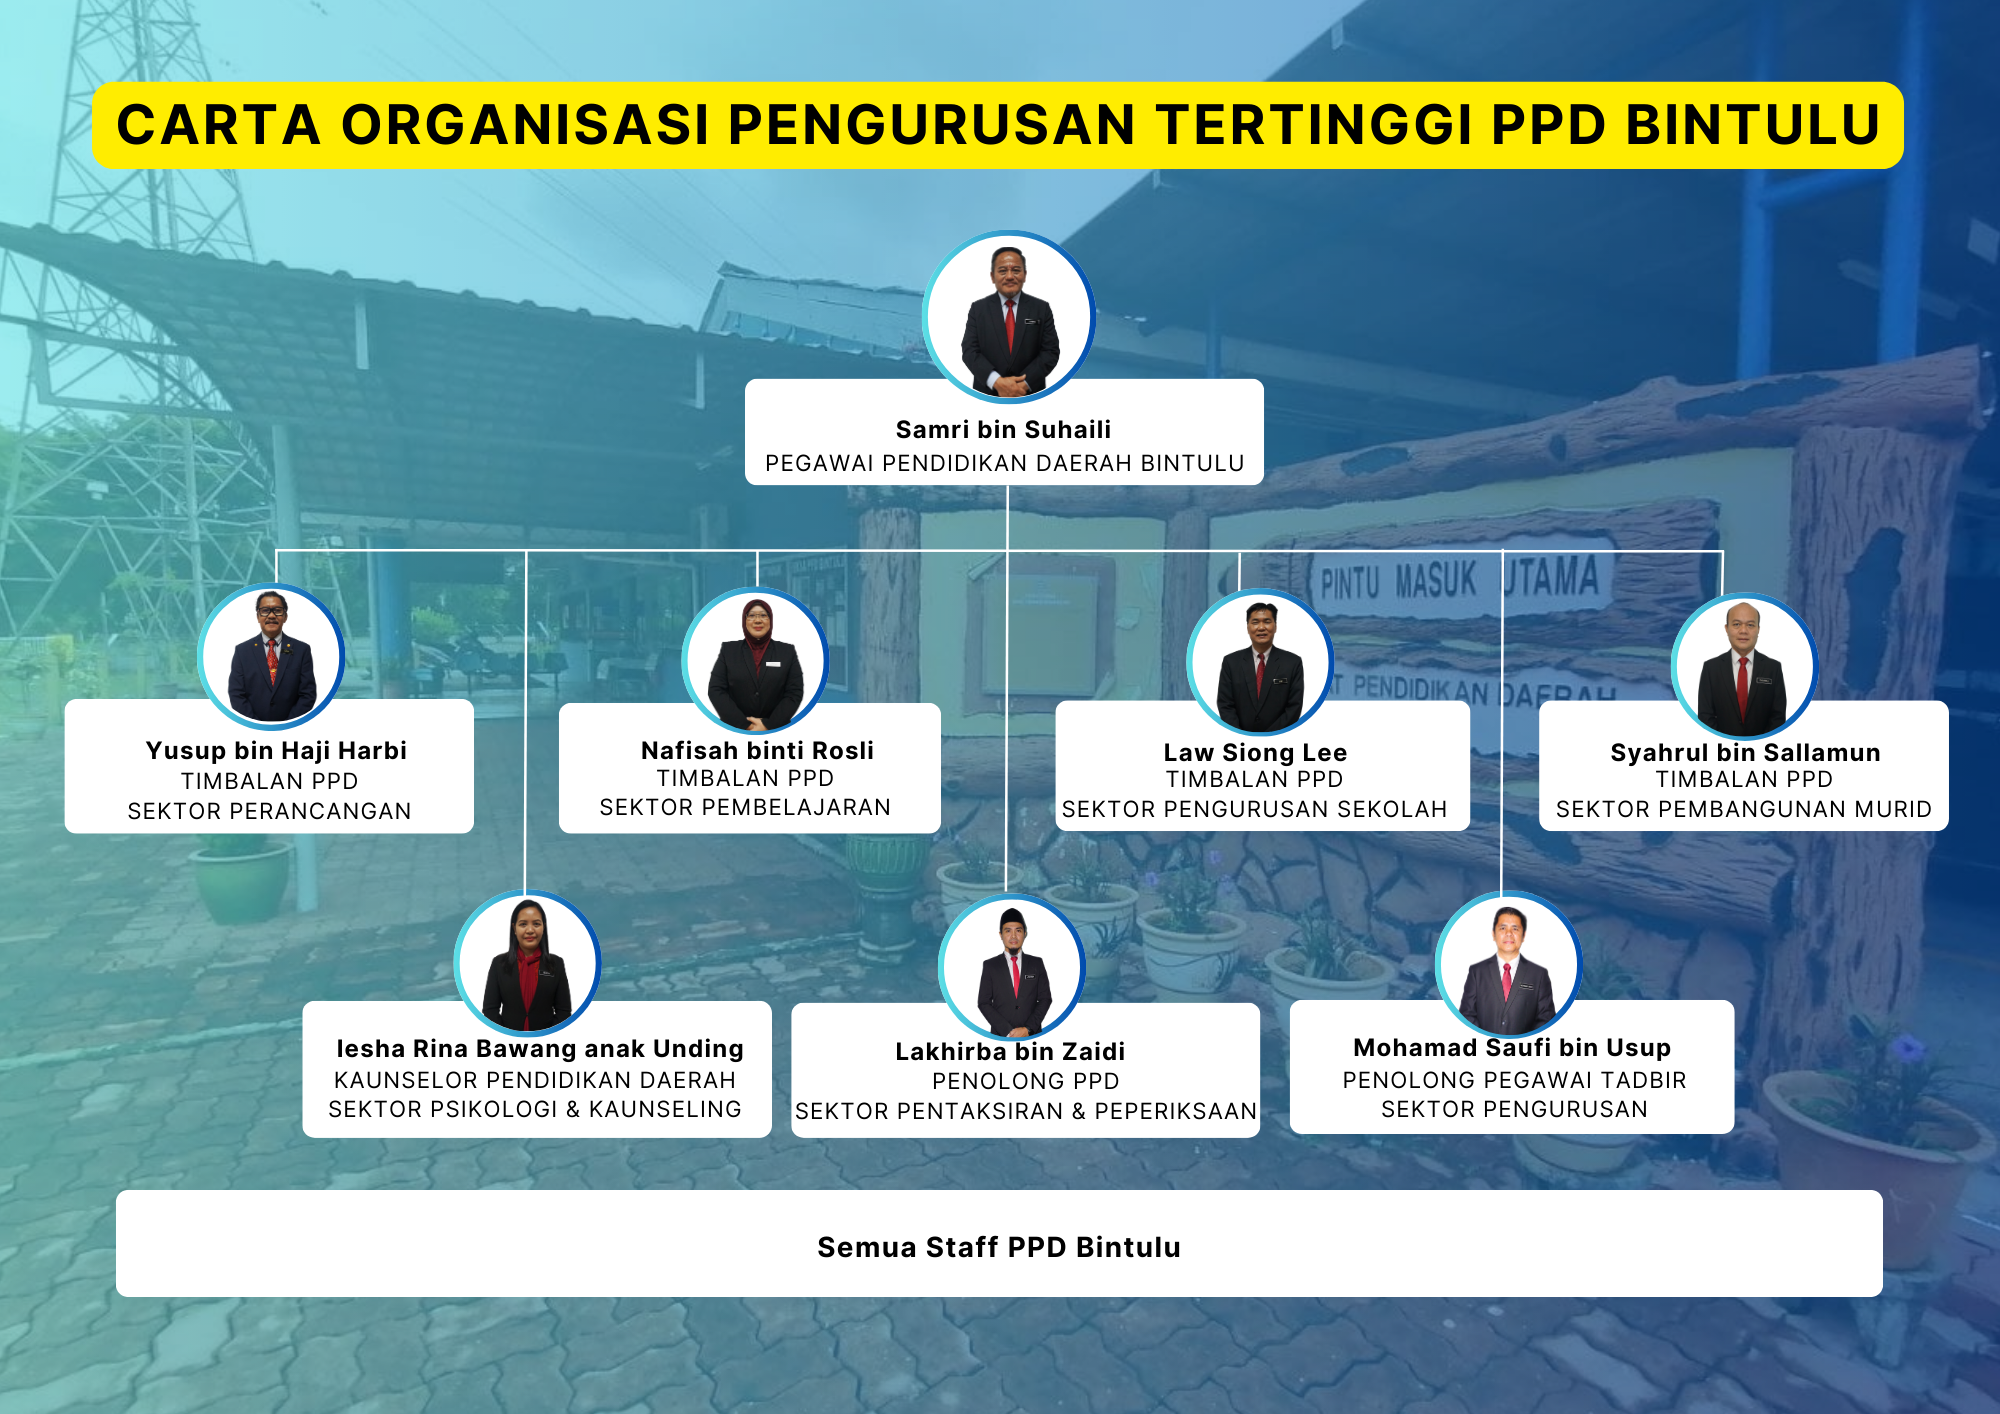 CARTA ORGANISASI PENGURUSAN TERTINGGI PPD BINTULU
Samri bin Suhaili
PEGAWAI PENDIDIKAN DAERAH BINTULU
PINTU MASUK UTAMA
PENDIDIKAN DAERAH
Yusup bin Haji Harbi
TIMBALAN PPD
SEKTOR PERANCANGAN
Nafisah binti Rosli
TIMBALAN PPD
SEKTOR PEMBELAJARAN
Law Siong Lee
TIMBALAN PPD
SEKTOR PENGURUSAN SEKOLAH
Syahrul bin Sallamun
TIMBALAN PPD
SEKTOR PEMBANGUNAN MURID
Iesha Rina Bawang anak Unding
KAUNSELOR PENDIDIKAN DAERAH
SEKTOR PSIKOLOGI & KAUNSELING
Lakhirba bin Zaidi
PENOLONG PPD
SEKTOR PENTAKSIRAN & PEPERIKSAAN
Mohamad Saufi bin Usup
PENOLONG PEGAWAI TADBIR
SEKTOR PENGURUSAN
Semua Staff PPD Bintulu